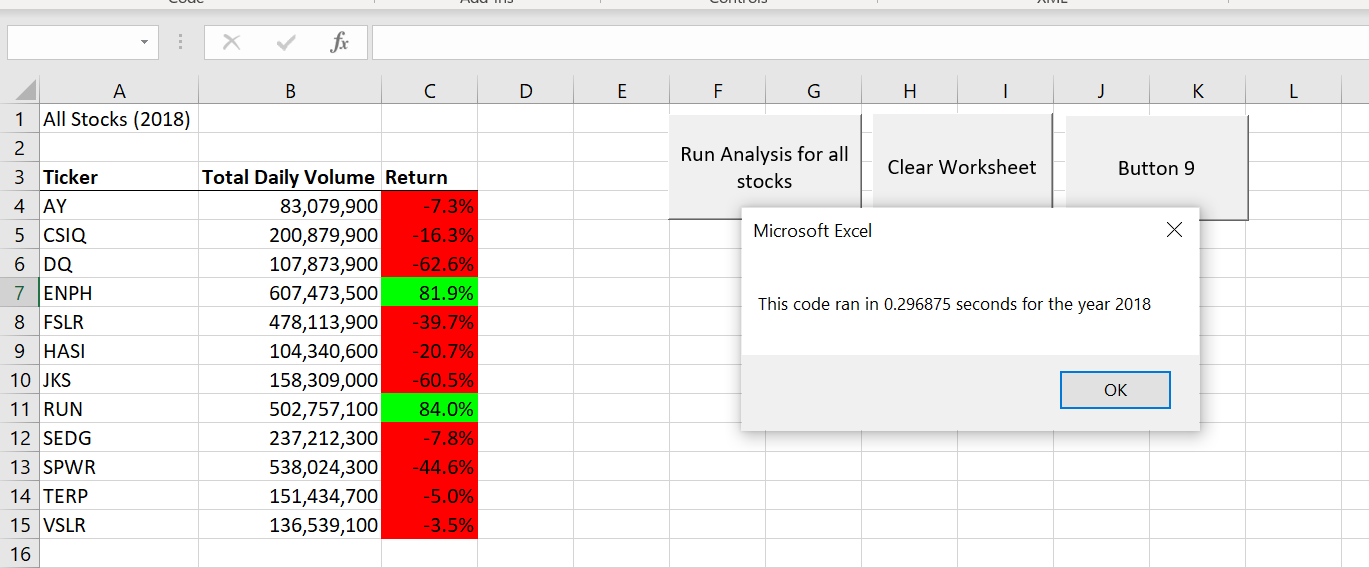 Code Add-Ins Controls XML
fx
A B C D E F G H I J K L
1 All Stocks (2018)
2
3 Ticker Total Daily Volume Return
4 AY 83,079,900 -7.3%
5 CSIQ 200,879,900 -16.3%
6 DQ 107,873,900 -62.6%
7 ENPH 607,473,500 81.9%
8 FSLR 478,113,900 -39.7%
9 HASI 104,340,600 -20.7%
10 JKS 158,309,000 -60.5%
11 RUN 502,757,100 84.0%
12 SEDG 237,212,300 -7.8%
13 SPWR 538,024,300 -44.6%
14 TERP 151,434,700 -5.0%
15 VSLR 136,539,100 -3.5%
16
Run Analysis for all
stocks
Clear Worksheet
Button 9
Microsoft Excel
This code ran in 0.296875 seconds for the year 2018
OK